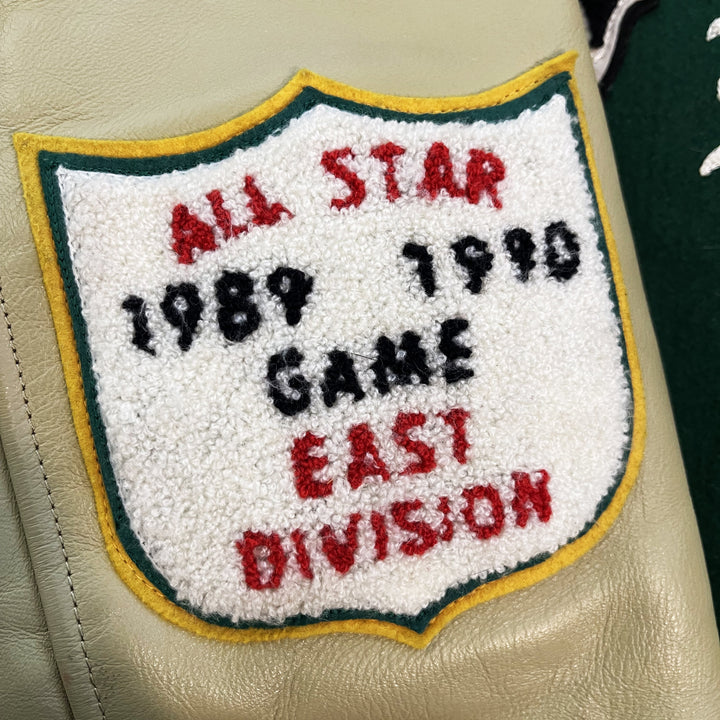 ALL STAR
1989 1990
GAME
EAST
DIVISION